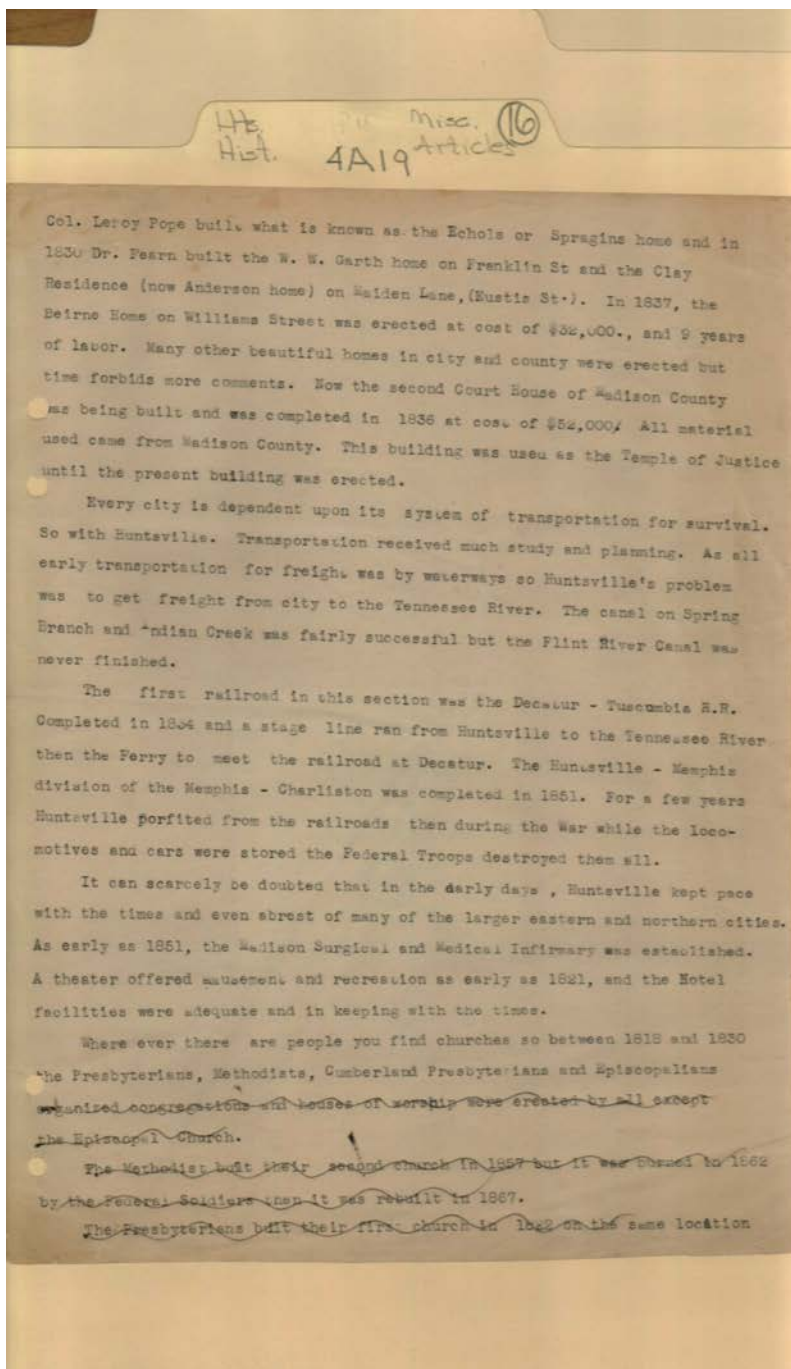 Hts. Misc. 16
Hist. 4A19 Articles
Col. Leroy Pope built what is known as the Echols or Spragins home and in
1830 Dr. Fearn built the W. W. Garth home on Franklin St and the Clay
Residence (now Anderson home) on Maiden Lane,(Eustis St.). In 1837, the
Beirne Home on Williams Street was erected at cost of $32,000., and 9 years
of labor. Many other beautiful homes in city and county were erected but
time forbids more comments. Now the second Court House of Madison County
was being built and was completed in 1836 at cost of $52,000/ All material
used came from Madison County. This building was used as the Temple of Justice
until the present building was erected.
Every city is dependent upon its system of transportation for survival.
So with Huntsville. Transportation received much study and planning. As all
early transportation for freight was by waterways so Huntsville's problem
was to get freight from city to the Tennessee River. The canal on Spring
Branch and Indian Creek was fairly successful but the Flint River Canal was
never finished.
The first railroad in this section was the Decatur - Tuscumbia R.R.
Completed in 1834 and a stage line ran from Huntsville to the Tennessee River
then the Ferry to meet the railroad at Decatur. The Huntsville - Memphis
division of the Memphis - Charliston was completed in 1851. For a few years
Huntsville porfited from the railroads then during the War while the loco-
motives and cars were stored the Federal Troops destroyed them all.
It can scarcely be doubted that in the darly days , Huntsville kept pace
with the times and even abrest of many of the larger eastern and northern cities.
As early as 1851, the Madison Surgical and Medical Infirmary was established.
A theater offered amusement and recreation as early as 1821, and the Hotel
facilities were adequate and in keeping with the times.
Where ever there are people you find churches so between 1818 and 1830
the Presbyterians, Methodists, Cumberland Presbyterians and Episcopalians
organized congregations and houses of worship were erected by all except
the Episcopal Church.
The Methodist built their second church in 1857 but it was burned in 1862
by the Federal Soldiers then it was rebuilt in 1867.
The Presbyterians built their first church in 1822 on the same location